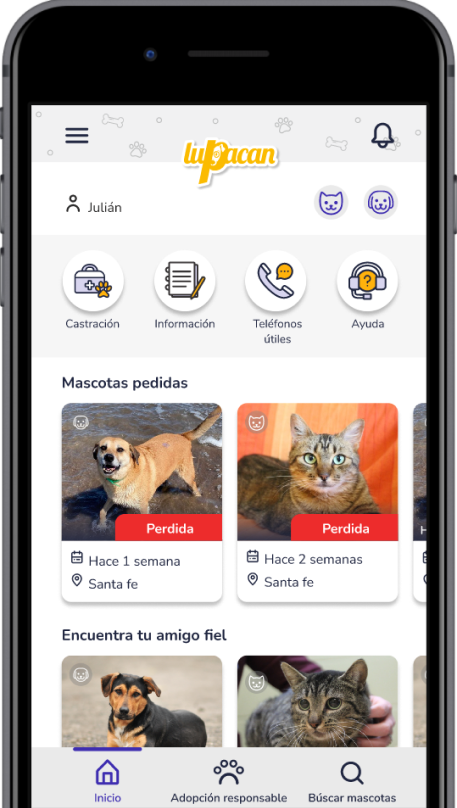 lupacan
Julián
Castración
Información
Teléfonos
útiles
Ayuda
Mascotas pedidas
Perdida
Perdida
Hace 1 semana
Hace 2 semanas
H
Santa fe
Santa fe
Encuentra tu amigo fiel
Inicio
Adopción responsable
Búscar mascotas